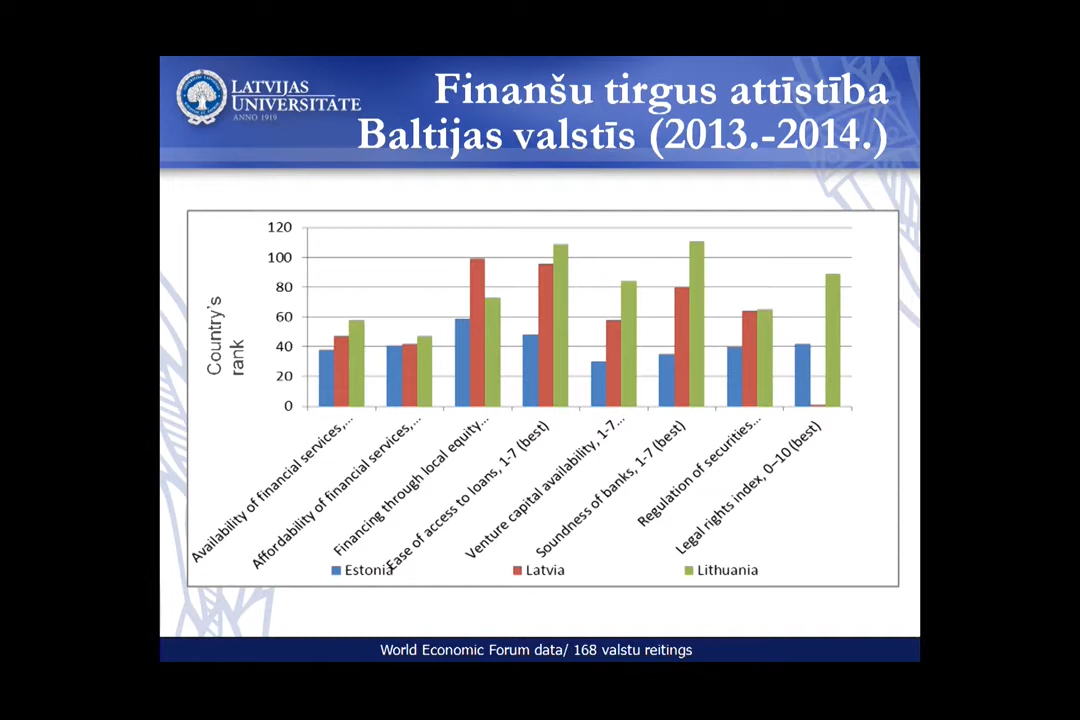 LATVIJAS
UNIVERSITATE
ANNO 1919
Finanšu tirgus attīstība
Baltijas valstīs (2013.-2014.)
Country's
rank
120
100
80
60
40
20
0
Availability of financial services,...
Affordability of financial services,...
Financing through local equity...
Ease of access to loans, 1-7 (best)
Venture capital availability, 1-7...
Soundness of banks, 1-7 (best)
Regulation of securities...
Legal rights index, 0–10 (best)
Estonia
Latvia
Lithuania
World Economic Forum data/ 168 valstu reitings